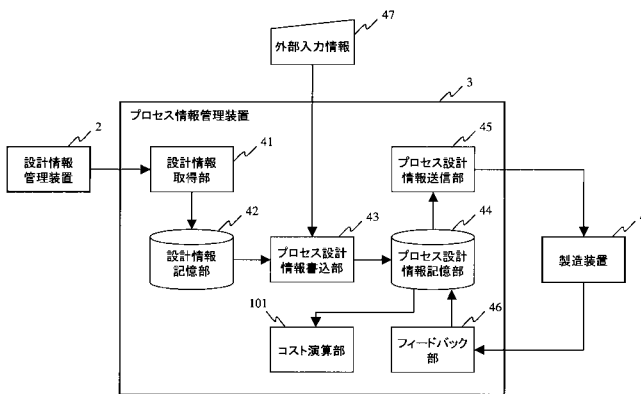 47
外部入力情報
3
プロセス情報管理装置
2
設計情報
管理装置
41
設計情報
取得部
45
プロセス設計
情報送信部
42
設計情報
記憶部
43
プロセス設計
情報書込部
44
プロセス設計
情報記憶部
製造装置
101
コスト演算部
46
フィードバック
部